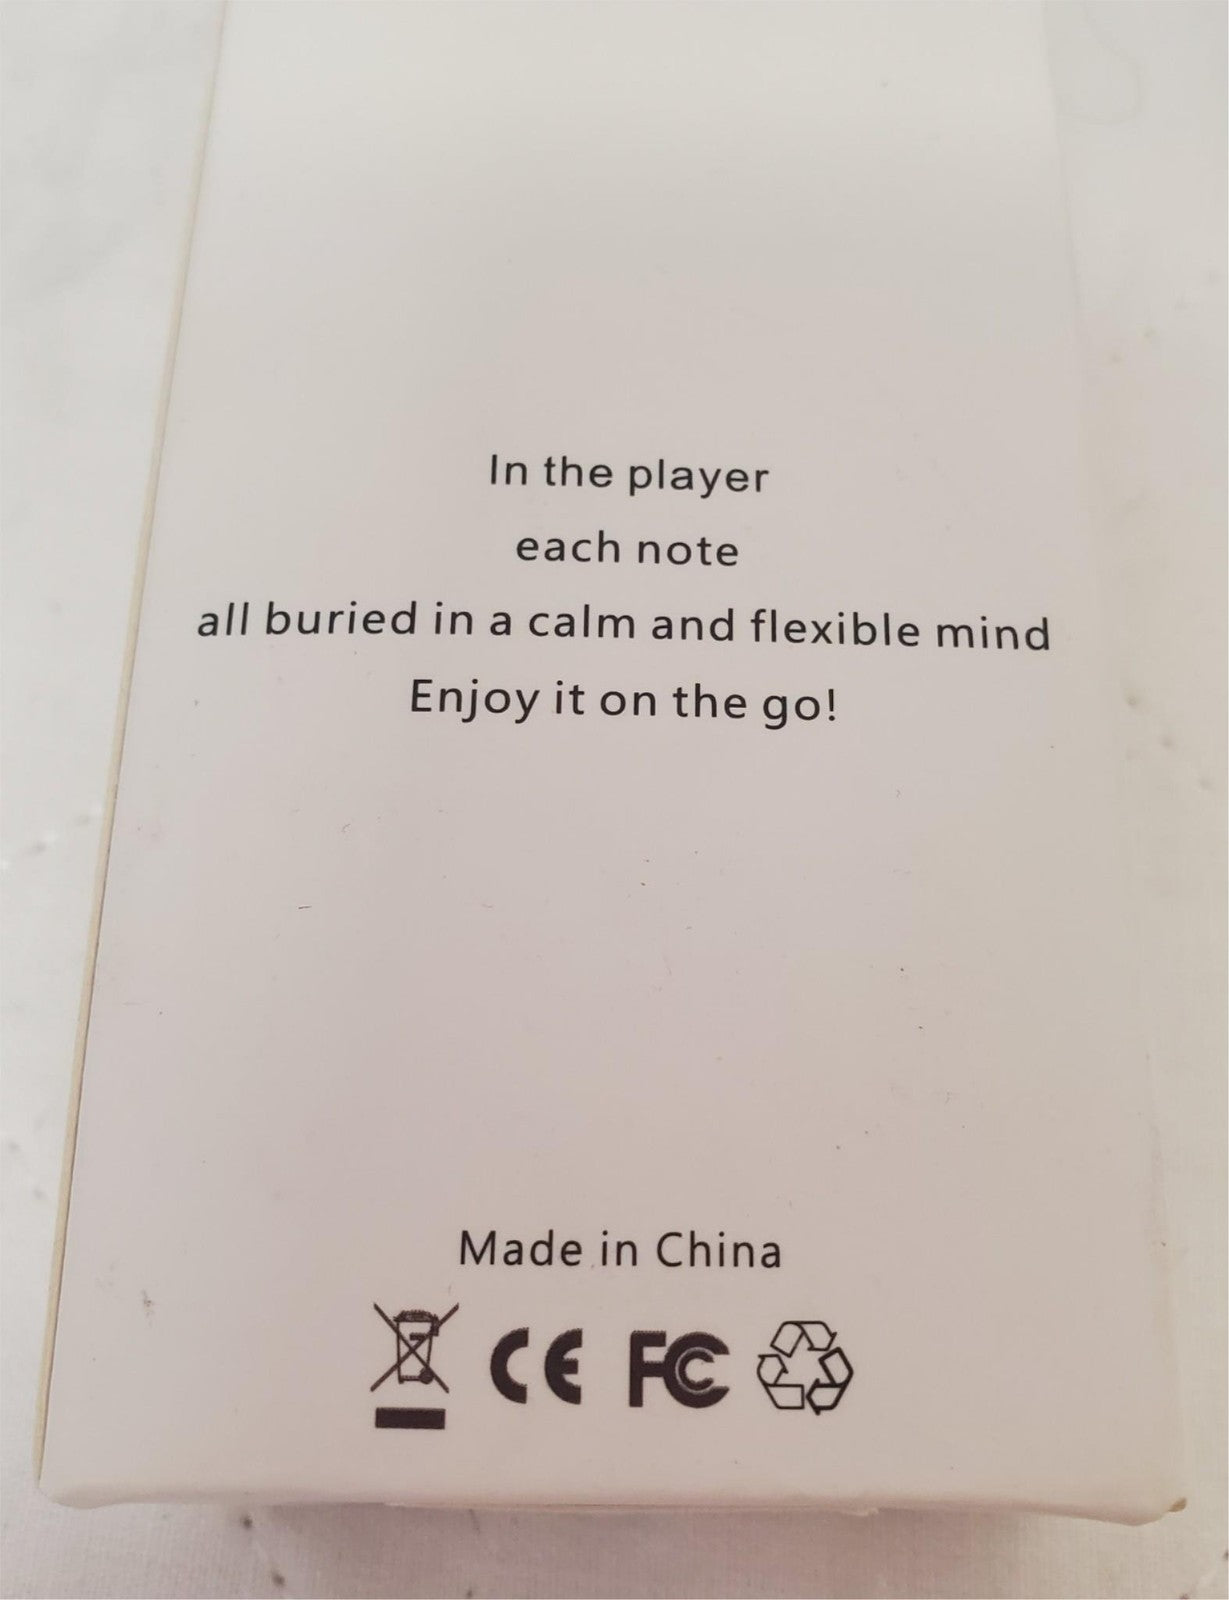 In the player
each note
all buried in a calm and flexible mind
Enjoy it on the go!
Made in China
CE FC